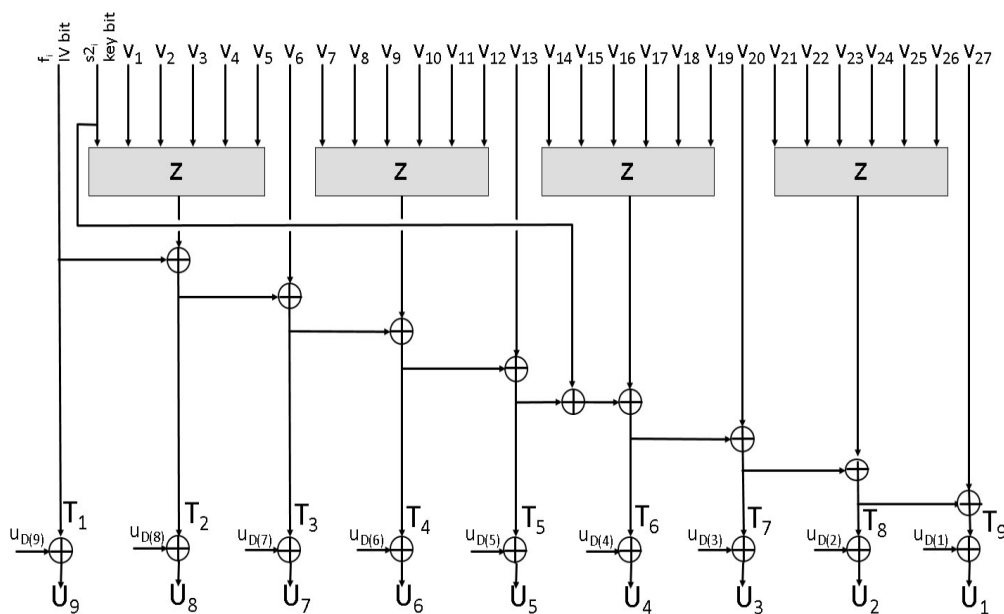 f_i IV bit
s2_i key bit
V_1 V_2 V_3 V_4 V_5 V_6 V_7 V_8 V_9 V_10 V_11 V_12 V_13 V_14 V_15 V_16 V_17 V_18 V_19 V_20 V_21 V_22 V_23 V_24 V_25 V_26 V_27
Z Z Z Z
T_1 T_2 T_3 T_4 T_5 T_6 T_7 T_8 T_9
u_D(9) u_D(8) u_D(7) u_D(6) u_D(5) u_D(4) u_D(3) u_D(2) u_D(1)
U_9 U_8 U_7 U_6 U_5 U_4 U_3 U_2 U_1